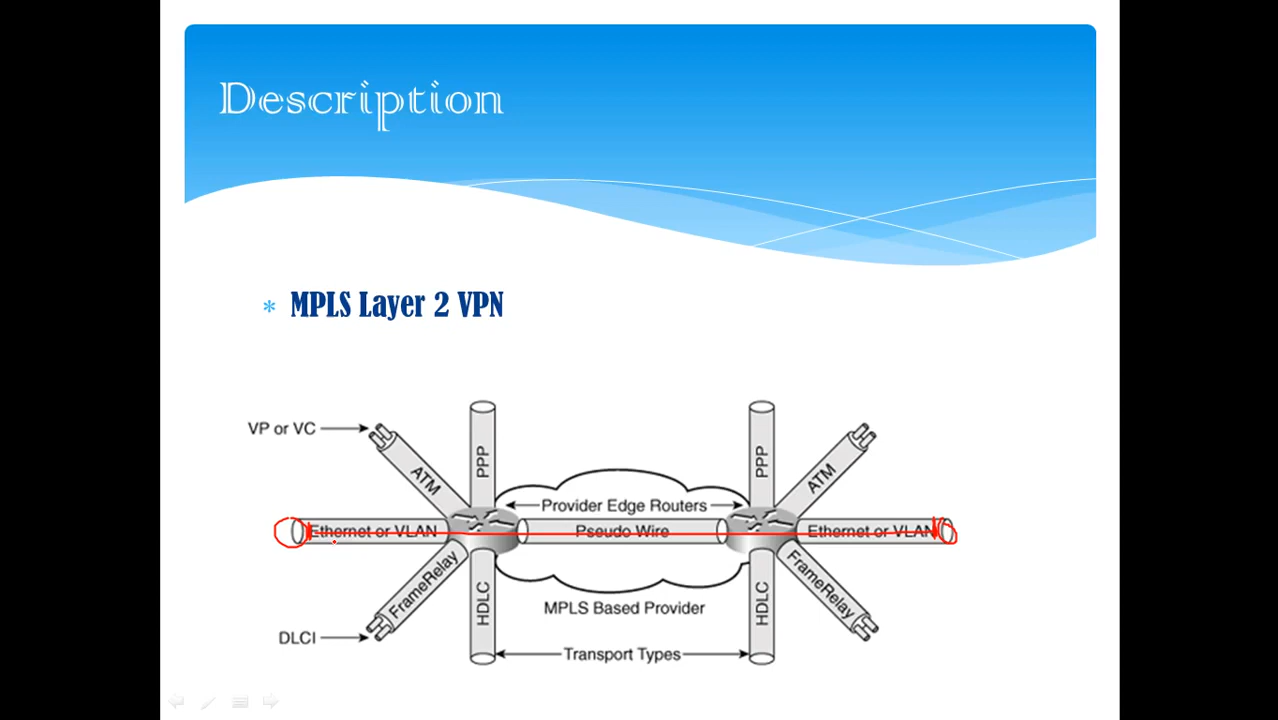 Description
* MPLS Layer 2 VPN
VP or VC
ATM
PPP
PPP
ATM
Provider Edge Routers
Ethernet or VLAN
Pseudo Wire
Ethernet or VLAN
FrameRelay
HDLC
MPLS Based Provider
HDLC
FrameRelay
DLCI
Transport Types